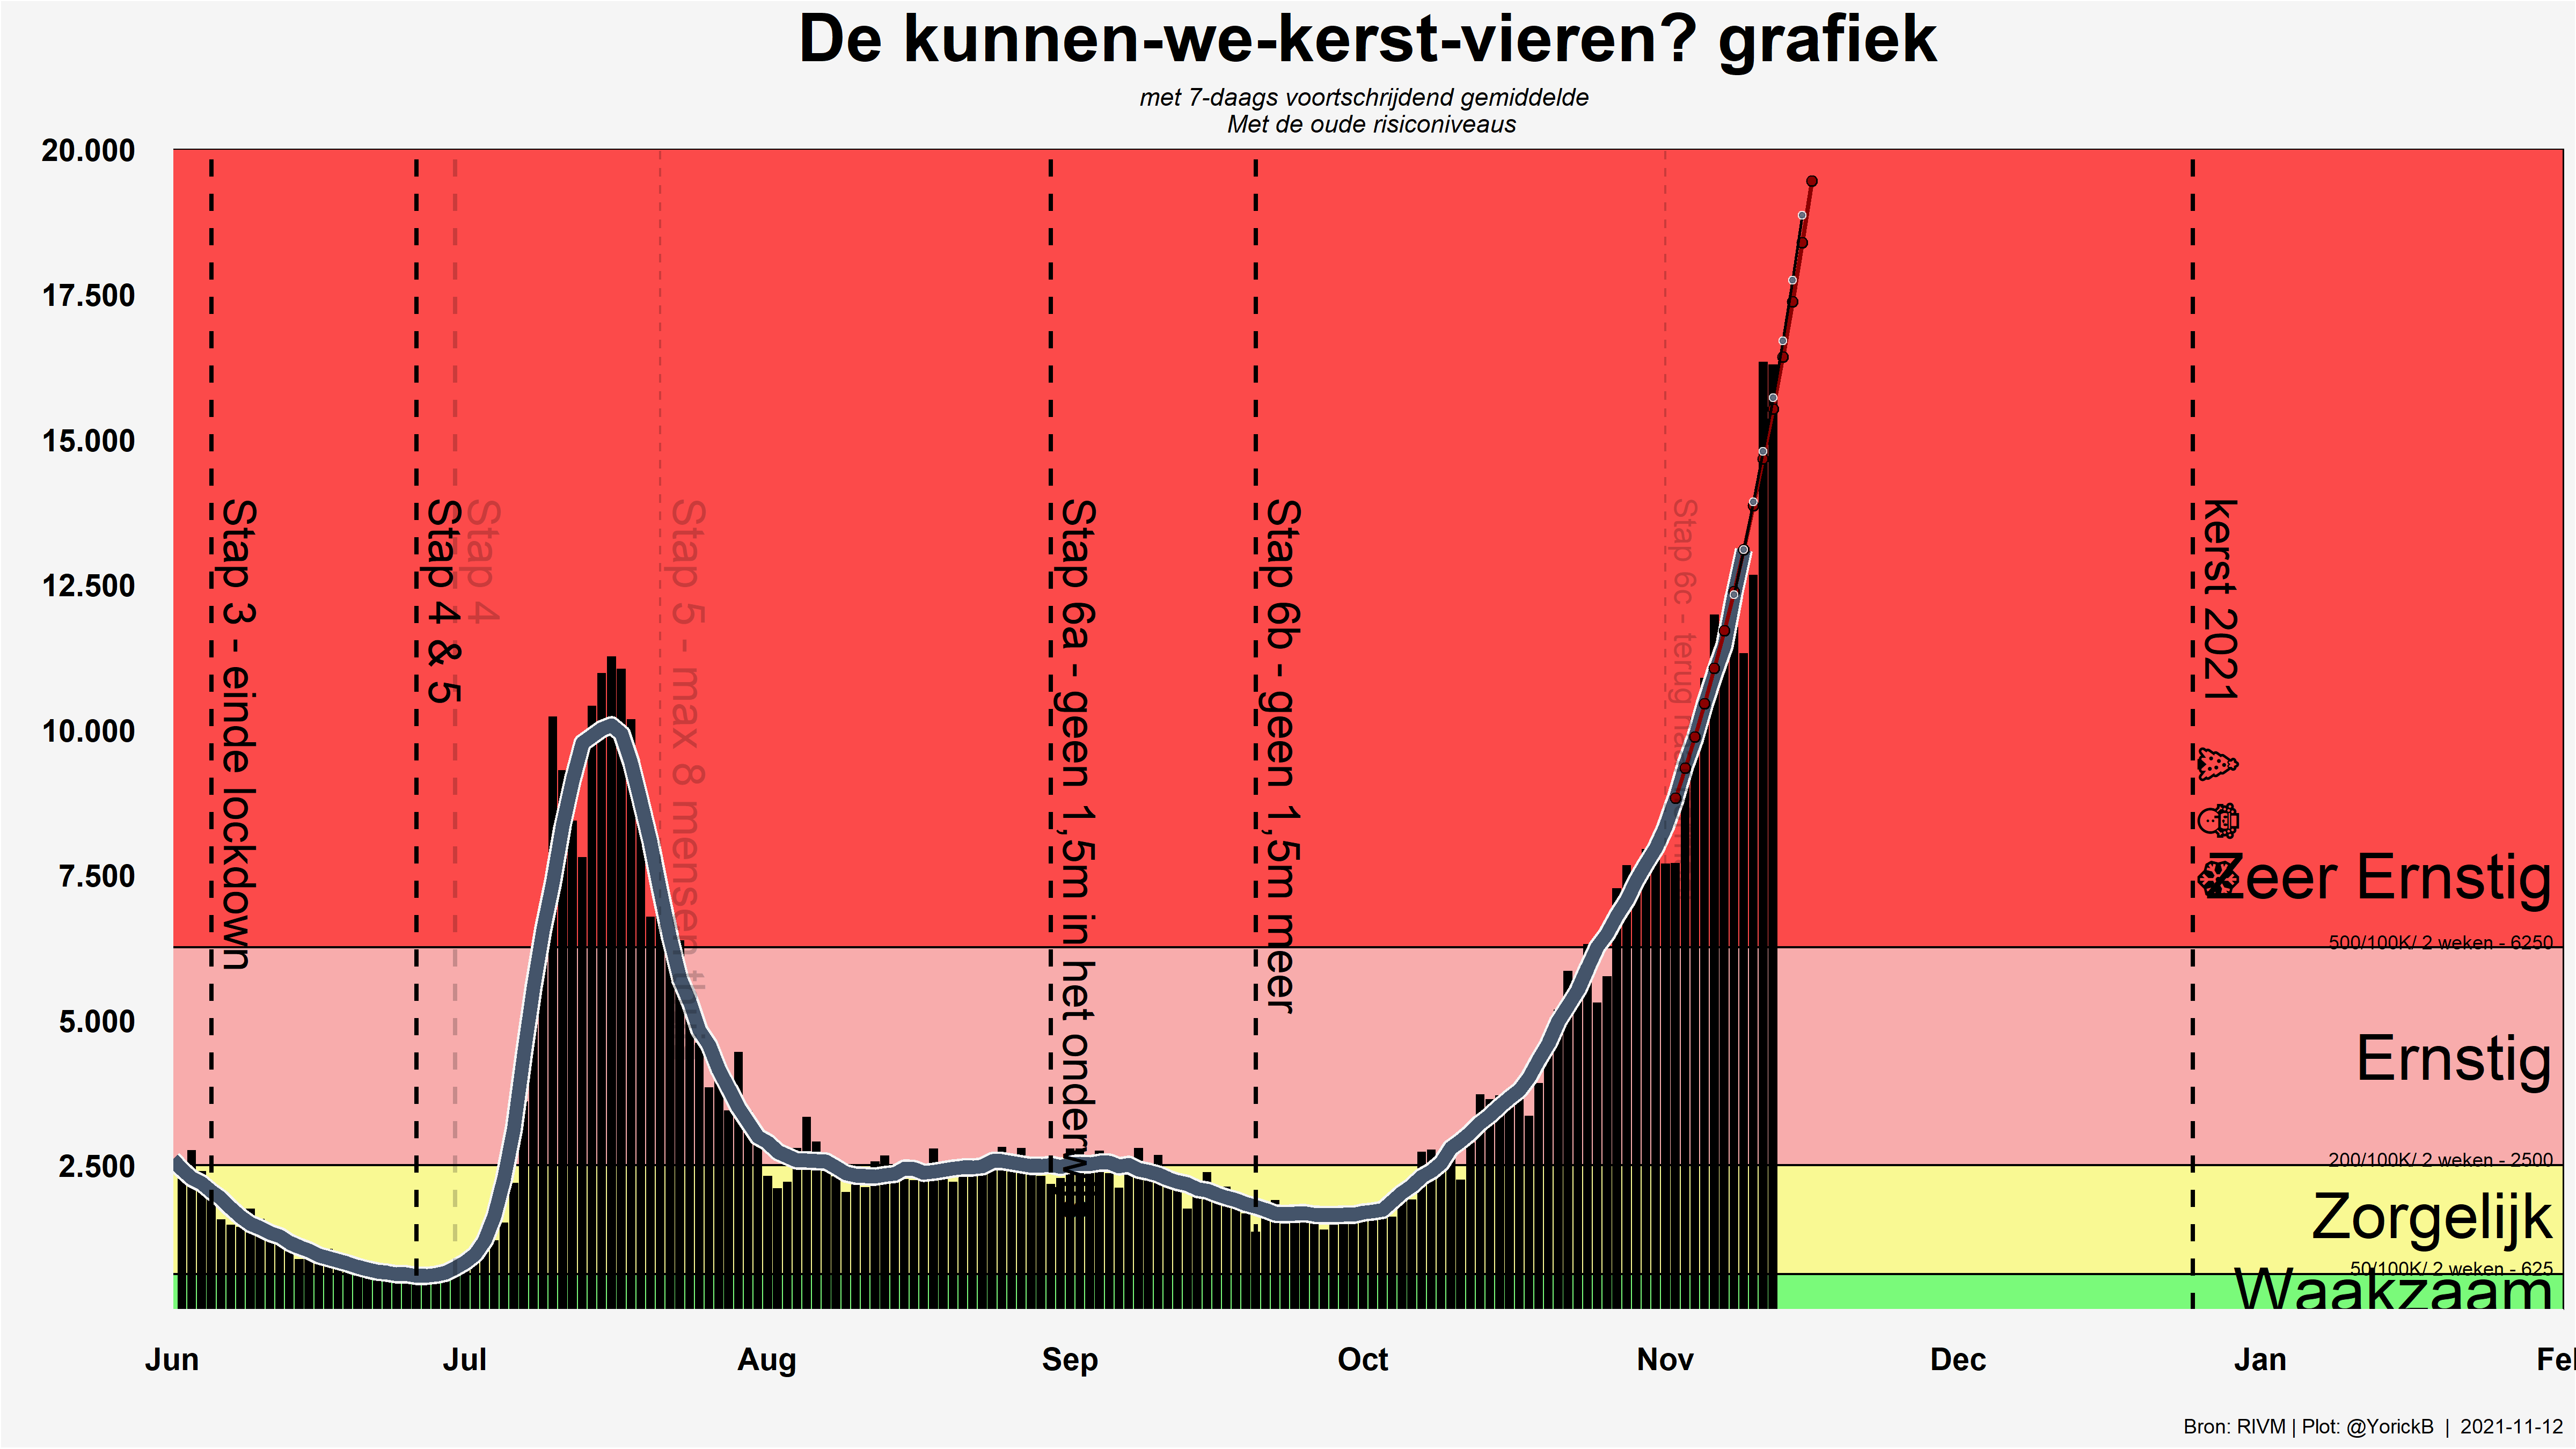 De kunnen-we-kerst-vieren? grafiek
met 7-daags voortschrijdend gemiddelde
Met de oude risiconiveaus
20.000
17.500
15.000
12.500
10.000
7.500
5.000
2.500
Stap 3 - einde lockdown
Stap 4 & 5
Stap 4
Stap 5 - max 8 mensen
Stap 6a - geen 1,5m in het
Stap 6b - geen 1,5m meer
Stap 6c - terug
kerst 2021
Zeer Ernstig
500/100K/ 2 weken - 6250
Ernstig
200/100K/ 2 weken - 2500
Zorgelijk
50/100K/ 2 weken - 625
Waakzaam
Jun
Jul
Aug
Sep
Oct
Nov
Dec
Jan
Bron: RIVM | Plot: @YorickB | 2021-11-12